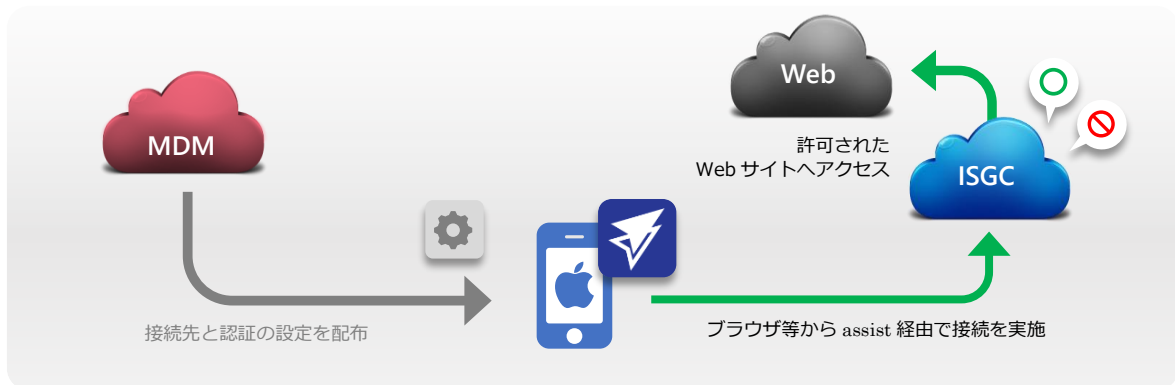 Web
MDM
許可された
Web サイトへアクセス
ISGC
接続先と認証の設定を配布
ブラウザ等から assist 経由で接続を実施